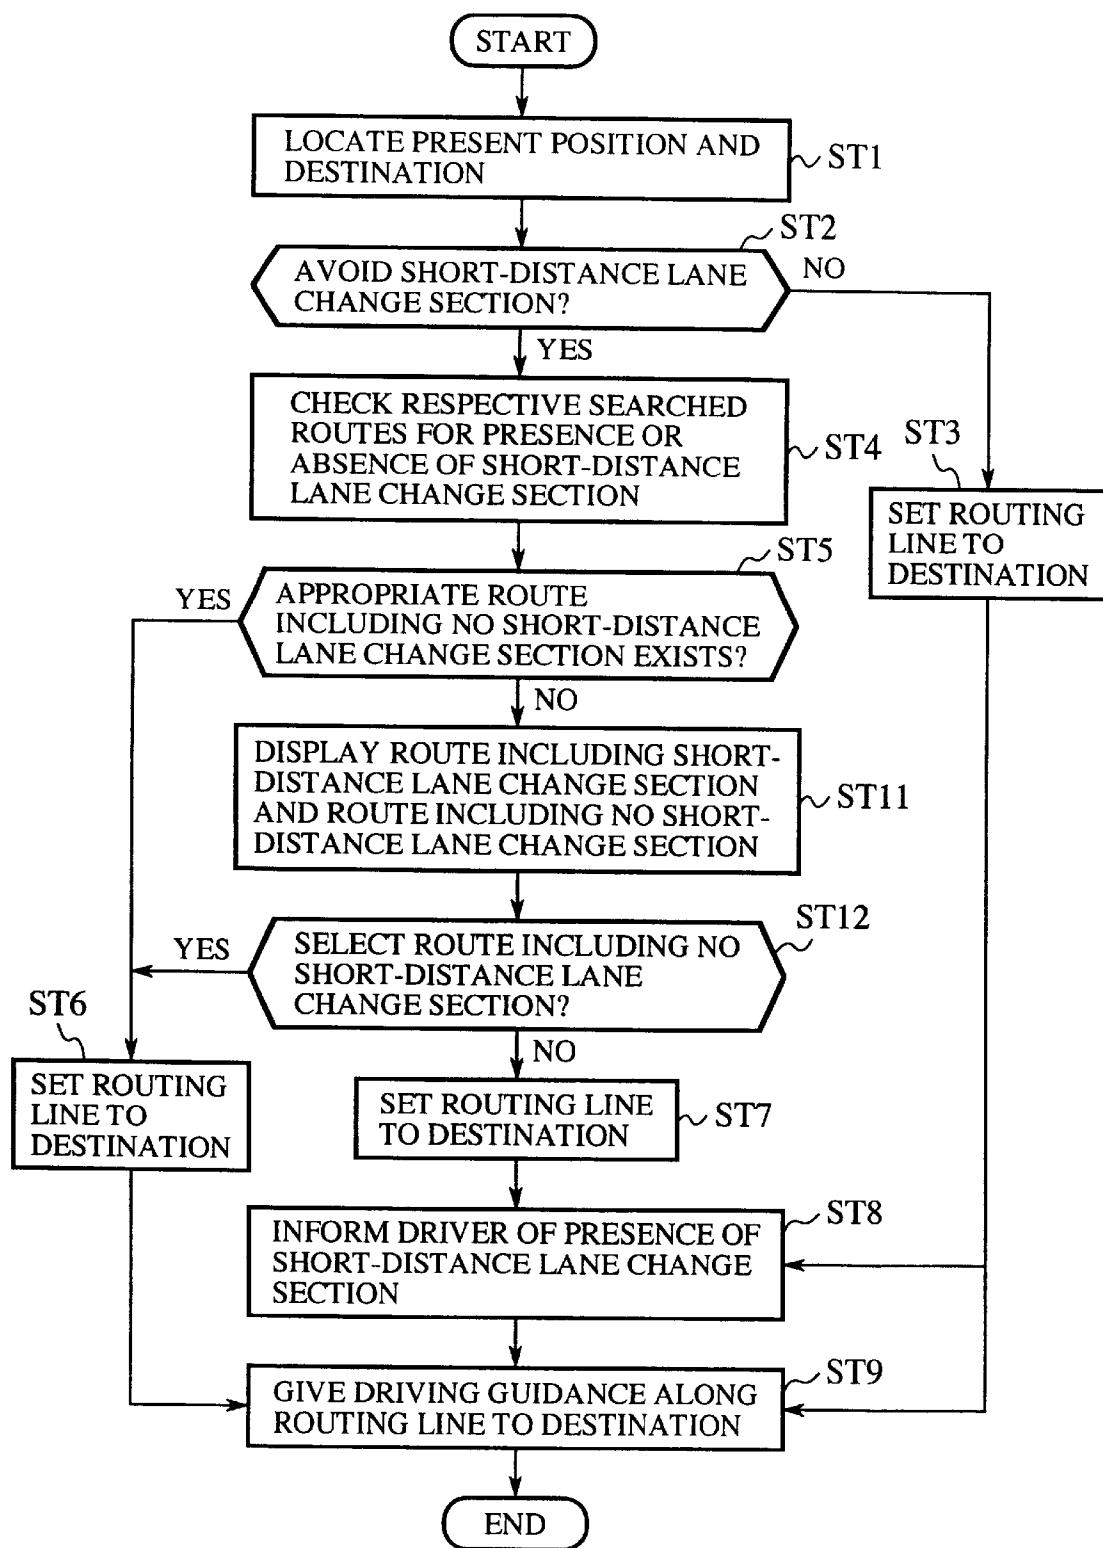 START
LOCATE PRESENT POSITION AND
DESTINATION
ST1
ST2
AVOID SHORT-DISTANCE LANE
CHANGE SECTION?
NO
YES
CHECK RESPECTIVE SEARCHED
ROUTES FOR PRESENCE OR
ABSENCE OF SHORT-DISTANCE
LANE CHANGE SECTION
ST4
ST3
SET ROUTING
LINE TO
DESTINATION
ST5
YES
APPROPRIATE ROUTE
INCLUDING NO SHORT-DISTANCE
LANE CHANGE SECTION EXISTS?
NO
DISPLAY ROUTE INCLUDING SHORT-
DISTANCE LANE CHANGE SECTION
AND ROUTE INCLUDING NO SHORT-
DISTANCE LANE CHANGE SECTION
ST11
ST12
YES
SELECT ROUTE INCLUDING NO
SHORT-DISTANCE LANE
CHANGE SECTION?
NO
ST6
SET ROUTING
LINE TO
DESTINATION
SET ROUTING LINE
TO DESTINATION
ST7
ST8
INFORM DRIVER OF PRESENCE OF
SHORT-DISTANCE LANE CHANGE
SECTION
ST9
GIVE DRIVING GUIDANCE ALONG
ROUTING LINE TO DESTINATION
END